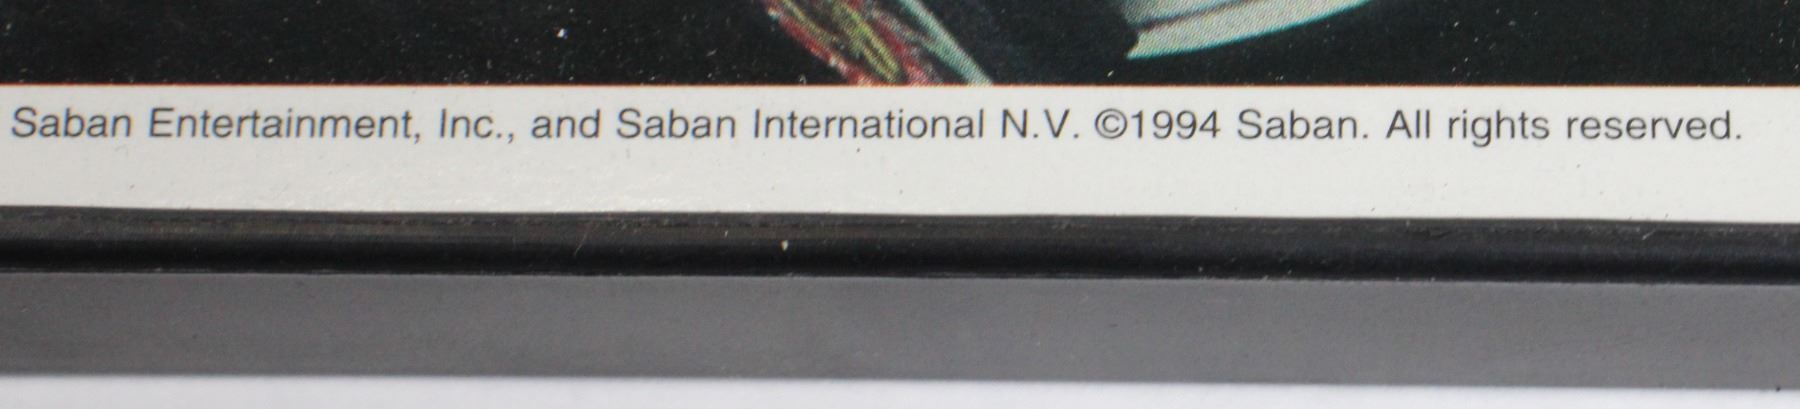 Saban Entertainment, Inc., and Saban International N.V. ©1994 Saban. All rights reserved.